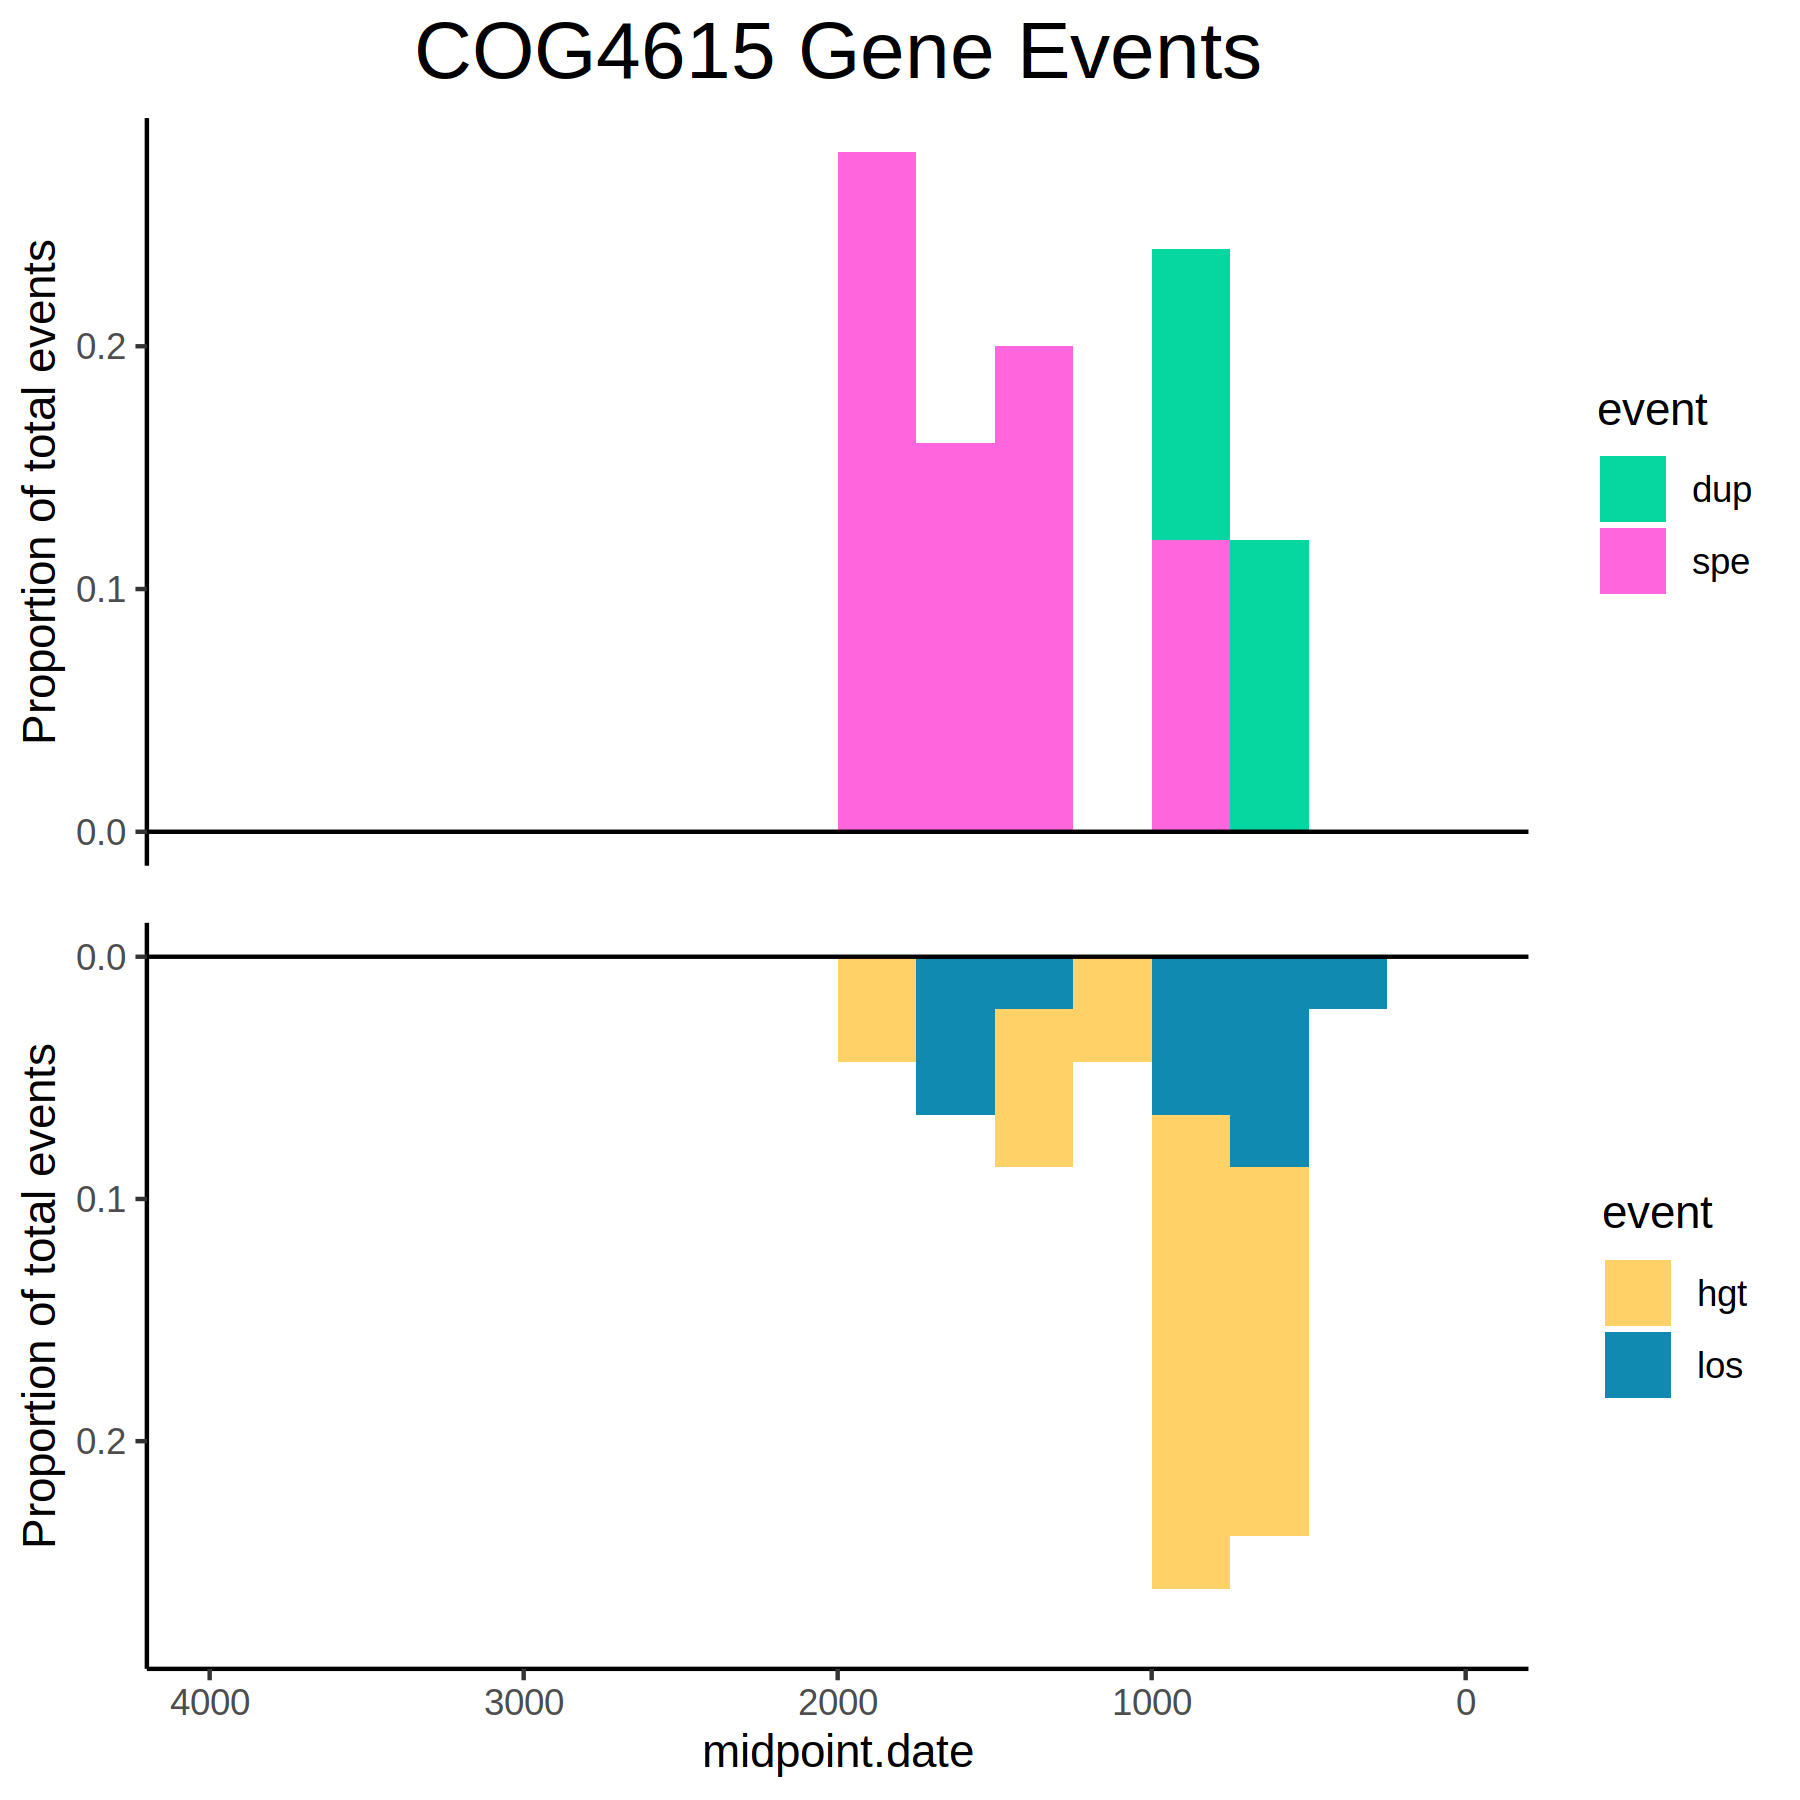 COG4615 Gene Events
Proportion of total events
0.2
0.1
0.0
event
dup
spe
Proportion of total events
0.0
0.1
0.2
event
hgt
los
4000 3000 2000 1000 0
midpoint.date